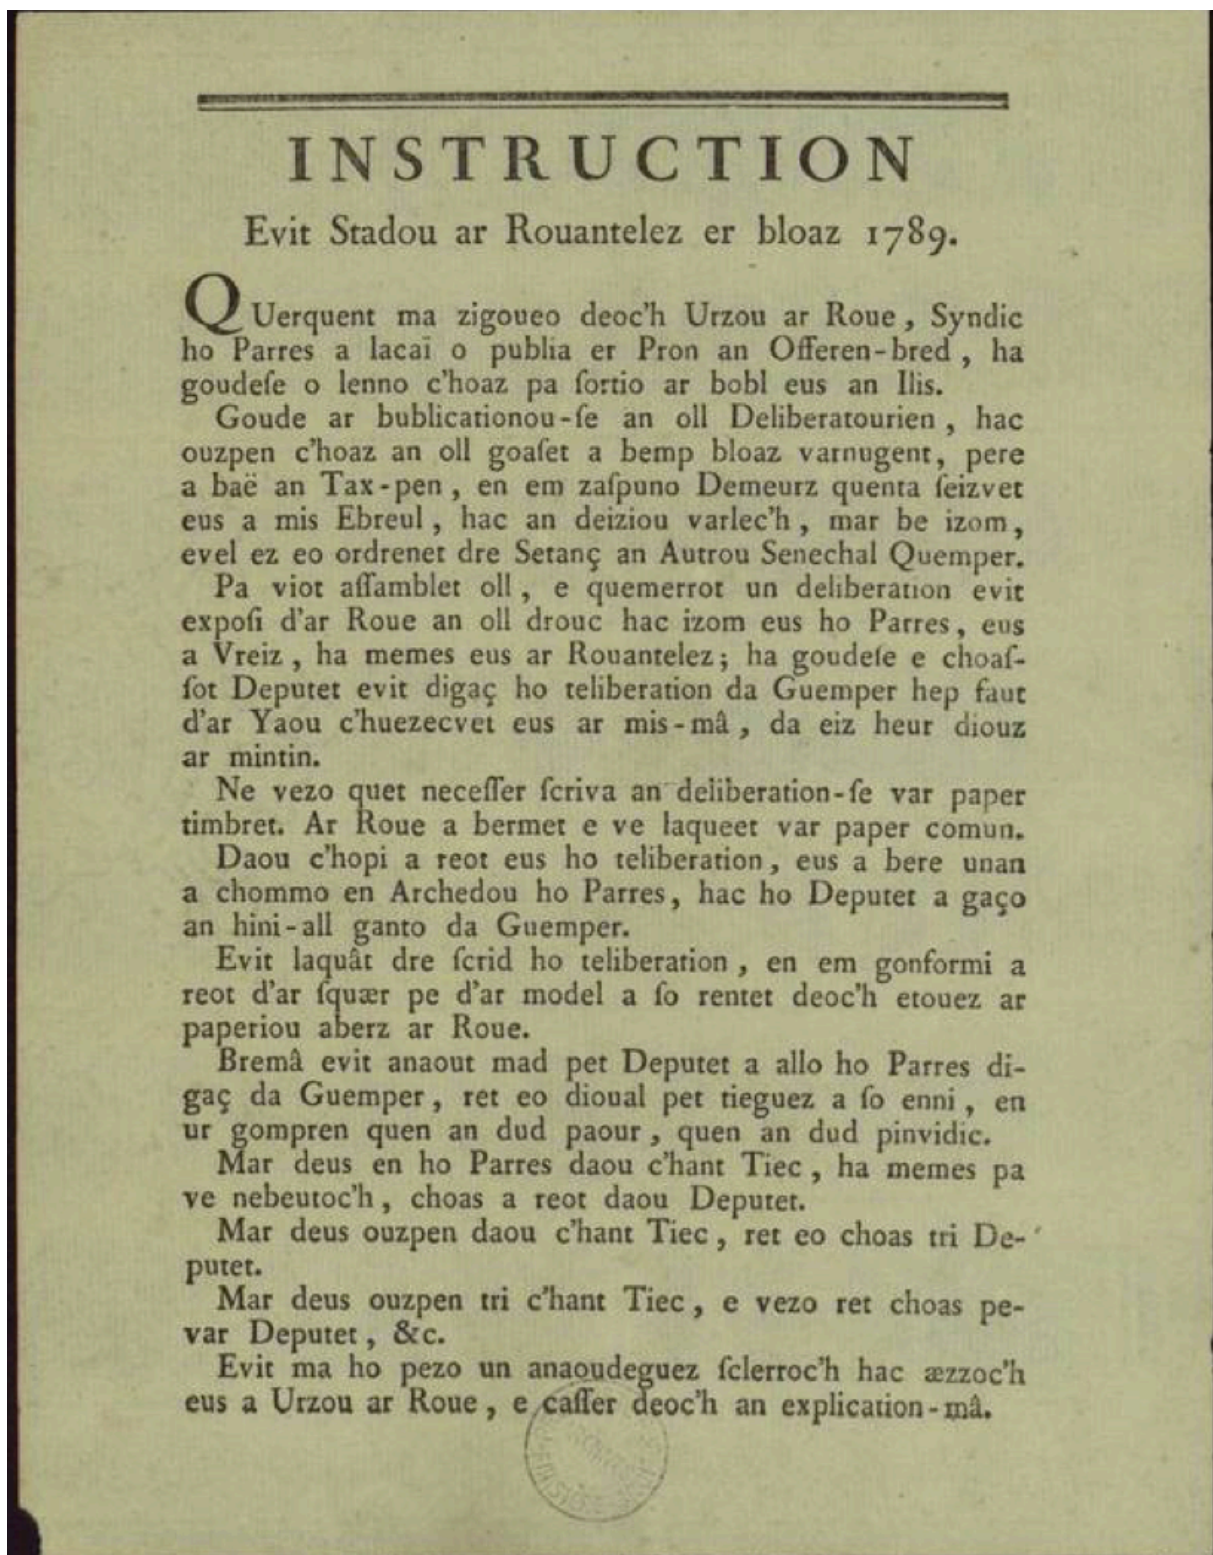 INSTRUCTION
Evit Stadou ar Rouantelez er bloaz 1789.
QUerquent ma zigoueo deoc'h Urzou ar Roue, Syndic
ho Parres a lacaï o publia er Pron an Offeren-bred, ha
goudeſe o lenno c'hoaz pa ſortio ar bobl eus an Ilis.
Goude ar bublicationou-ſe an oll Deliberatourien, hac
ouzpen c'hoaz an oll goaſet a bemp bloaz varnugent, pere
a baë an Tax-pen, en em zaſpuno Demeurz quenta ſeizvet
eus a mis Ebreul, hac an deiziou varlec'h, mar be izom,
evel ez eo ordrenet dre Setanç an Autrou Senechal Quemper.
Pa viot aſſamblet oll, e quemerrot un deliberation evit
expoſi d'ar Roue an oll drouc hac izom eus ho Parres, eus
a Vreiz, ha memes eus ar Rouantelez; ha goudeſe e choaſ-
ſot Deputet evit digaç ho teliberation da Guemper hep faut
d'ar Yaou c'huezecvet eus ar mis-mâ, da eiz heur diouz
ar mintin.
Ne vezo quet neceſſer ſcriva an deliberation-ſe var paper
timbret. Ar Roue a bermet e ve laqueet var paper comun.
Daou c'hopi a reot eus ho teliberation, eus a bere unan
a chommo en Archedou ho Parres, hac ho Deputet a gaço
an hini-all ganto da Guemper.
Evit laquât dre ſcrid ho teliberation, en em gonformi a
reot d'ar ſquær pe d'ar model a ſo rentet deoc'h etouez ar
paperiou aberz ar Roue.
Bremâ evit anaout mad pet Deputet a allo ho Parres di-
gaç da Guemper, ret eo dioual pet tieguez a ſo enni, en
ur gompren quen an dud paour, quen an dud pinvidic.
Mar deus en ho Parres daou c'hant Tiec, ha memes pa
ve nebeutoc'h, choas a reot daou Deputet.
Mar deus ouzpen daou c'hant Tiec, ret eo choas tri De-
putet.
Mar deus ouzpen tri c'hant Tiec, e vezo ret choas pe-
var Deputet, &c.
Evit ma ho pezo un anaoudeguez ſclerroc'h hac æzzoc'h
eus a Urzou ar Roue, e caſſer deoc'h an explication-mâ.